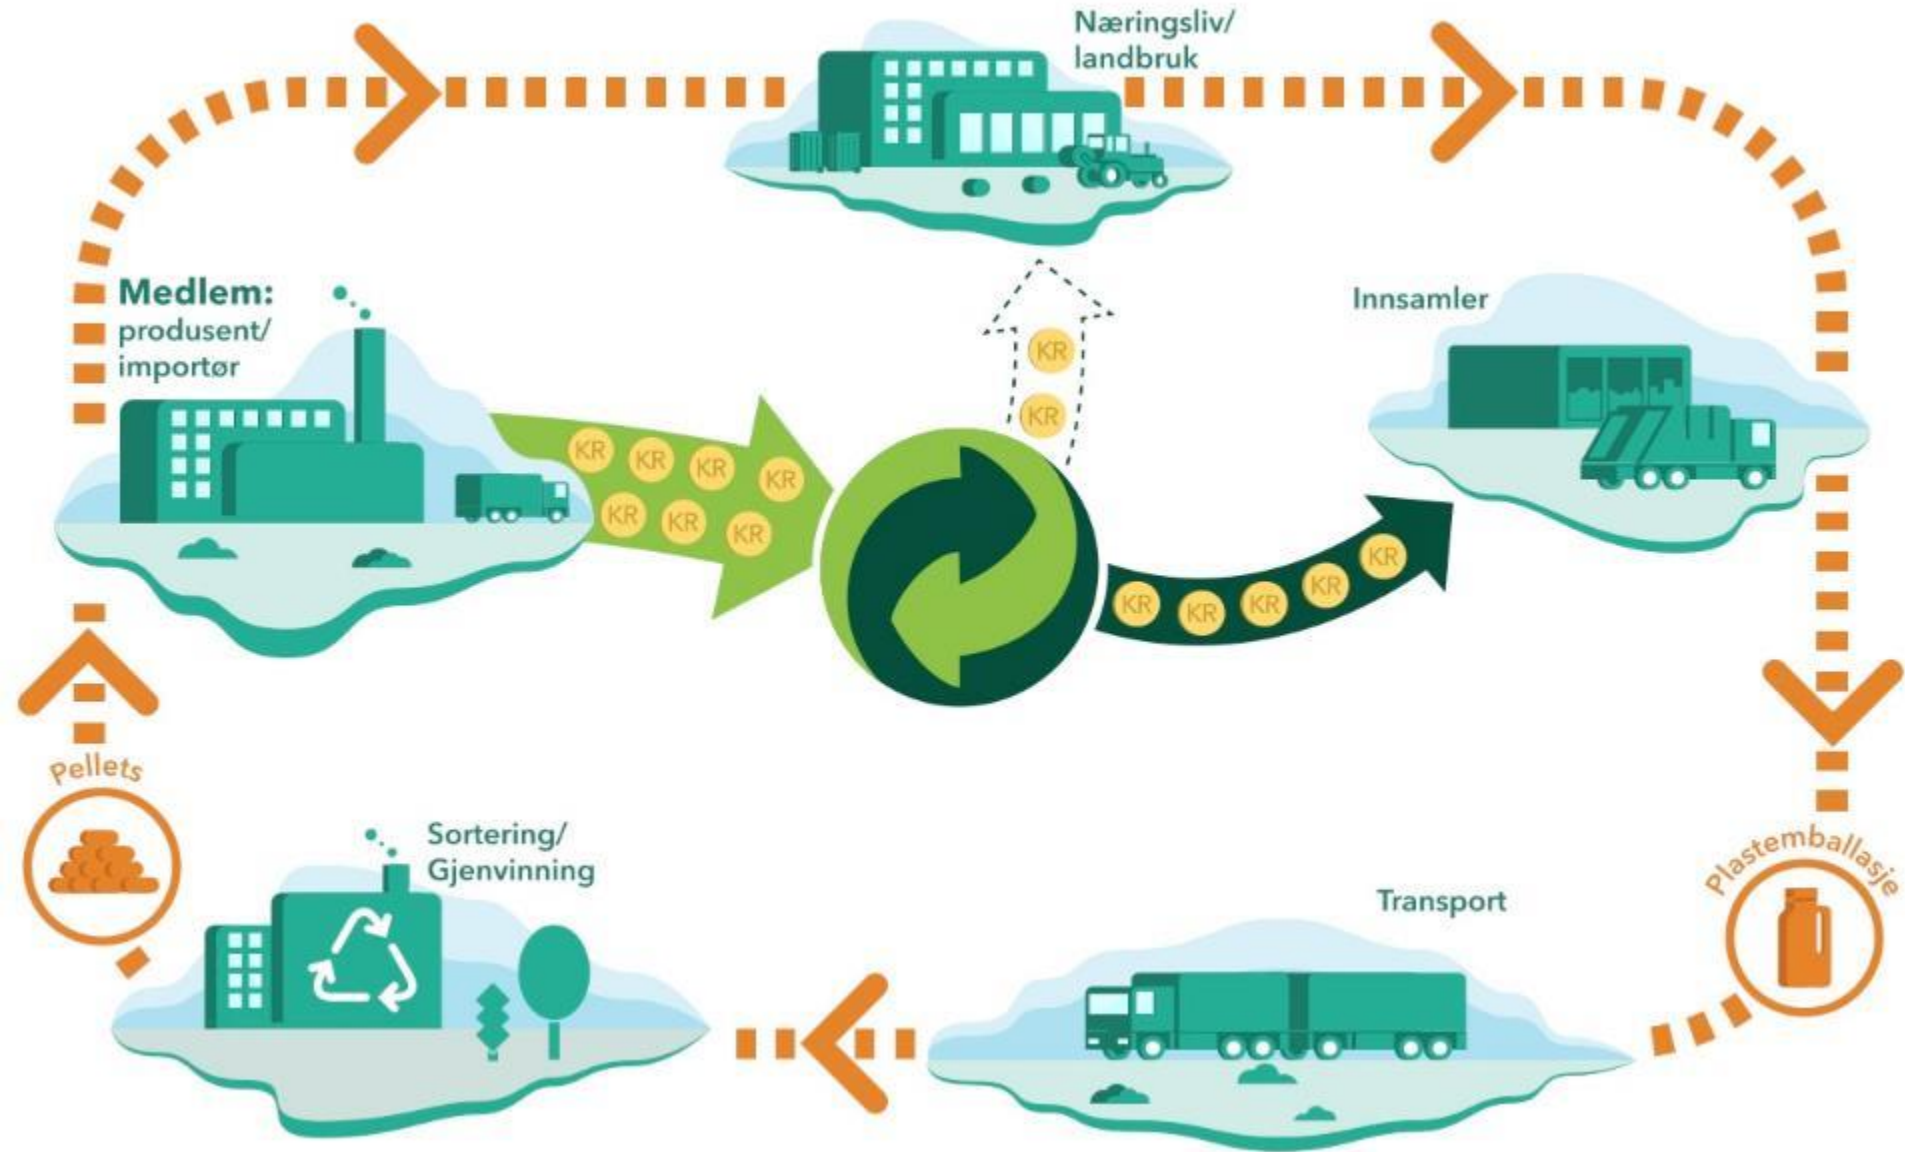 Næringsliv/
landbruk
Medlem:
produsent/
importør
Innsamler
KR
KR
KR
KR
KR
KR
KR
KR
KR
KR
KR
KR
KR
KR
Pellets
Sortering/
Gjenvinning
Transport
Plastemballasje